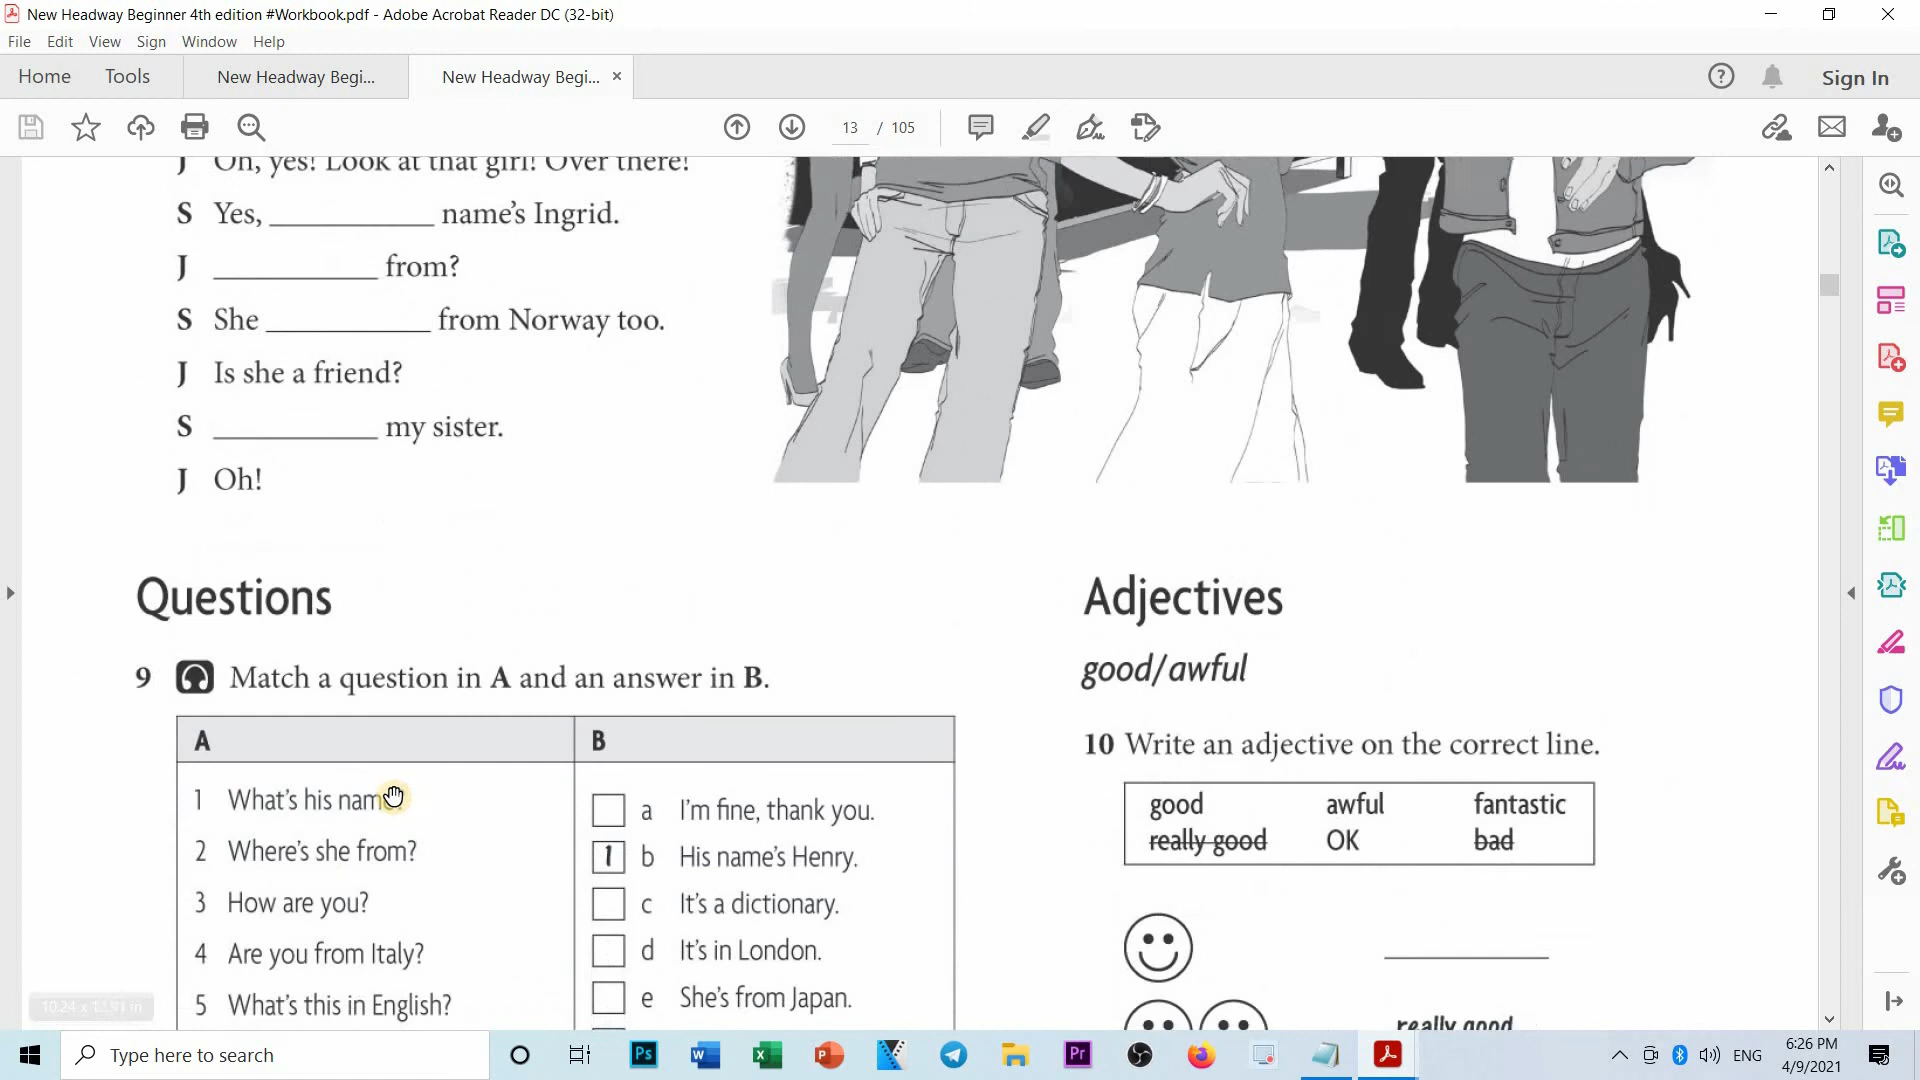 New Headway Beginner 4th edition #Workbook.pdf - Adobe Acrobat Reader DC (32-bit)
File Edit View Sign Window Help
Home Tools New Headway Begi... New Headway Begi... × Sign In
13 / 105
J Oh, yes! Look at that girl! Over there!
S Yes, ___________ name's Ingrid.
J ___________ from?
S She ___________ from Norway too.
J Is she a friend?
S ___________ my sister.
J Oh!
Questions
9 Match a question in A and an answer in B.
A B
1 What's his name?
2 Where's she from?
3 How are you?
4 Are you from Italy?
5 What's this in English?
a I'm fine, thank you.
1 b His name's Henry.
c It's a dictionary.
d It's in London.
e She's from Japan.
Adjectives
good/awful
10 Write an adjective on the correct line.
good awful fantastic
really good OK bad
really good
Type here to search
ENG
6:26 PM
4/9/2021